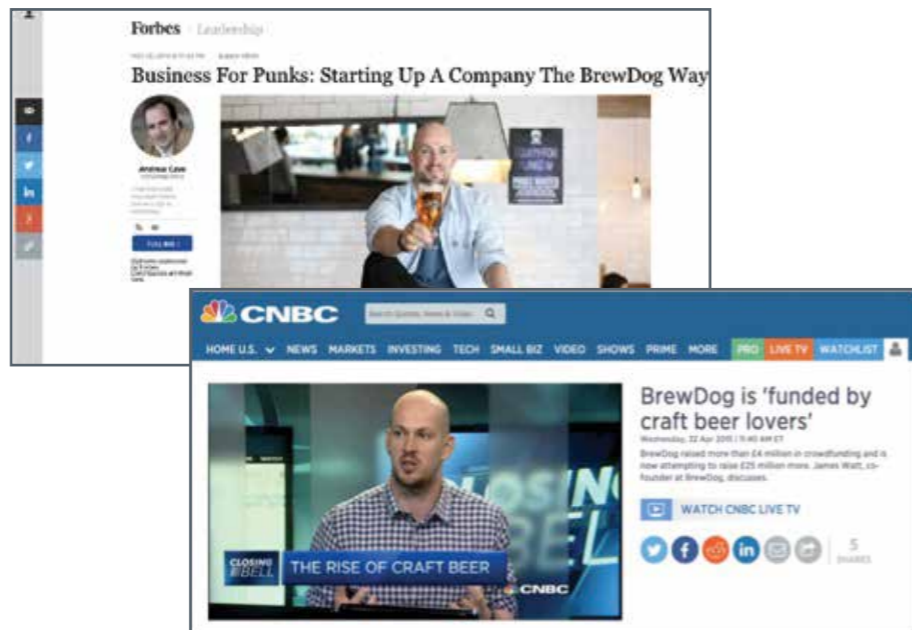 Forbes Leadership
Business For Punks: Starting Up A Company The BrewDog Way
Andrew Cave
CNBC
HOME U.S. NEWS MARKETS INVESTING TECH SMALL BIZ VIDEO SHOWS PRIME MORE PRO LIVE TV WATCHLIST
BrewDog is 'funded by
craft beer lovers'
Wednesday, 22 Apr 2015 | 11:40 AM ET
BrewDog raised more than £4 million in crowdfunding and is
now attempting to raise £25 million more. James Watt, co-
founder at BrewDog, discusses.
WATCH CNBC LIVE TV
5
SHARES
CLOSING
BELL
THE RISE OF CRAFT BEER
CNBC